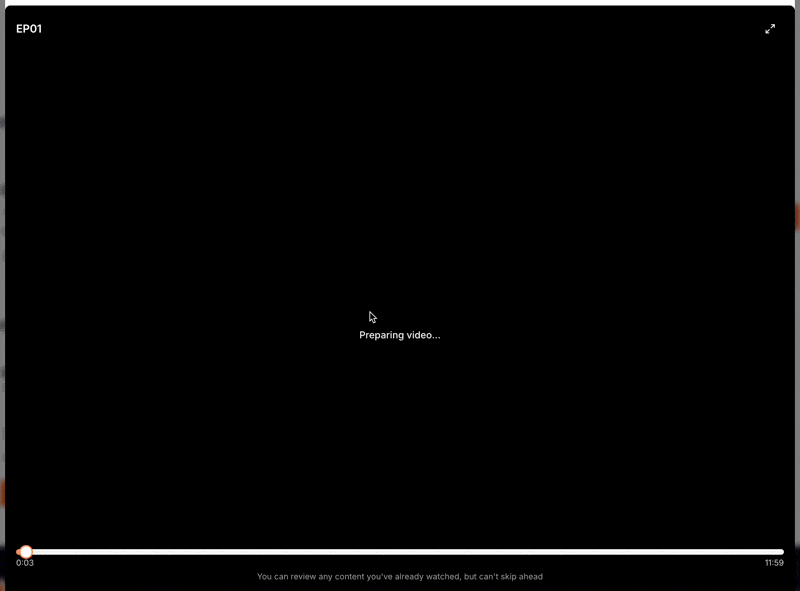 EP01
Preparing video...
0:03
11:59
You can review any content you've already watched, but can't skip ahead